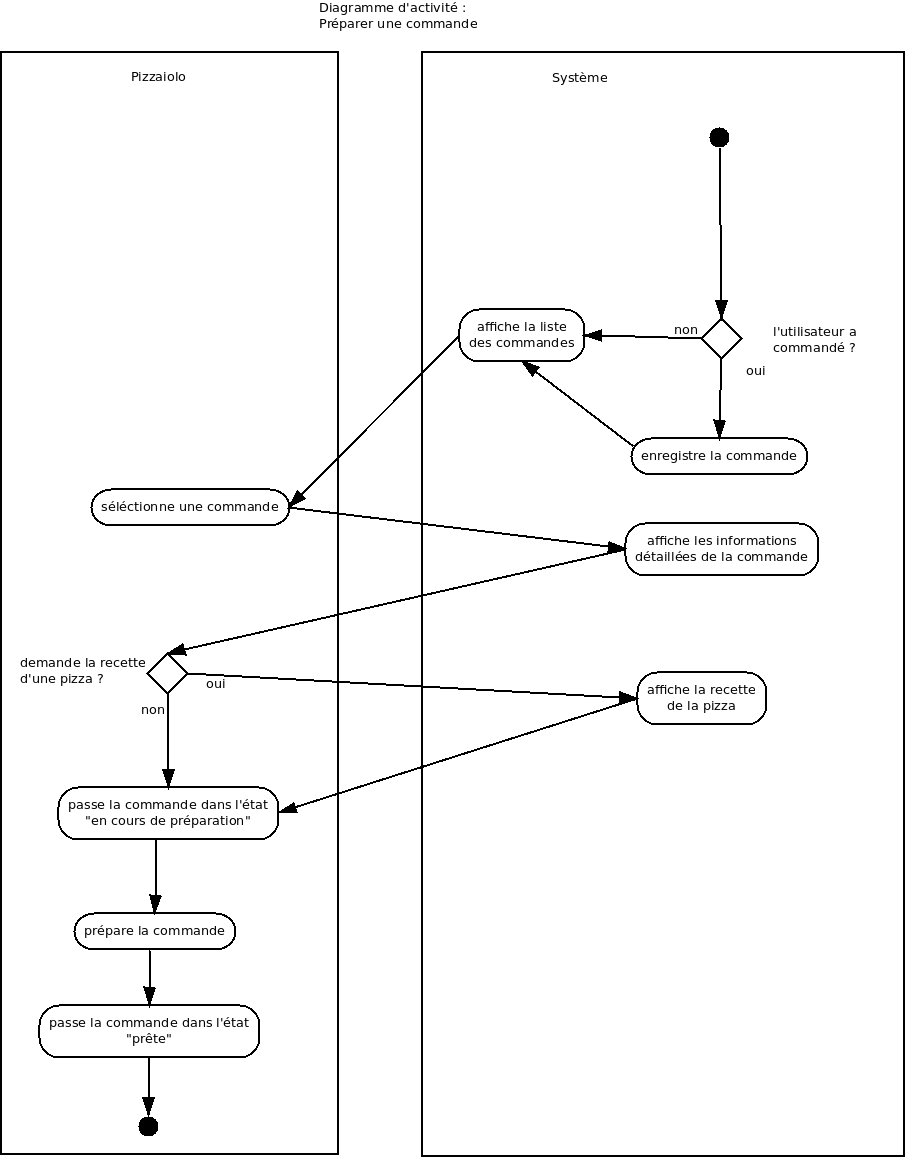 Diagramme d'activité :
Préparer une commande
Pizzaiolo
Système
affiche la liste
des commandes
non
l'utilisateur a
commandé ?
oui
enregistre la commande
séléctionne une commande
affiche les informations
détaillées de la commande
demande la recette
d'une pizza ?
oui
non
affiche la recette
de la pizza
passe la commande dans l'état
"en cours de préparation"
prépare la commande
passe la commande dans l'état
"prête"